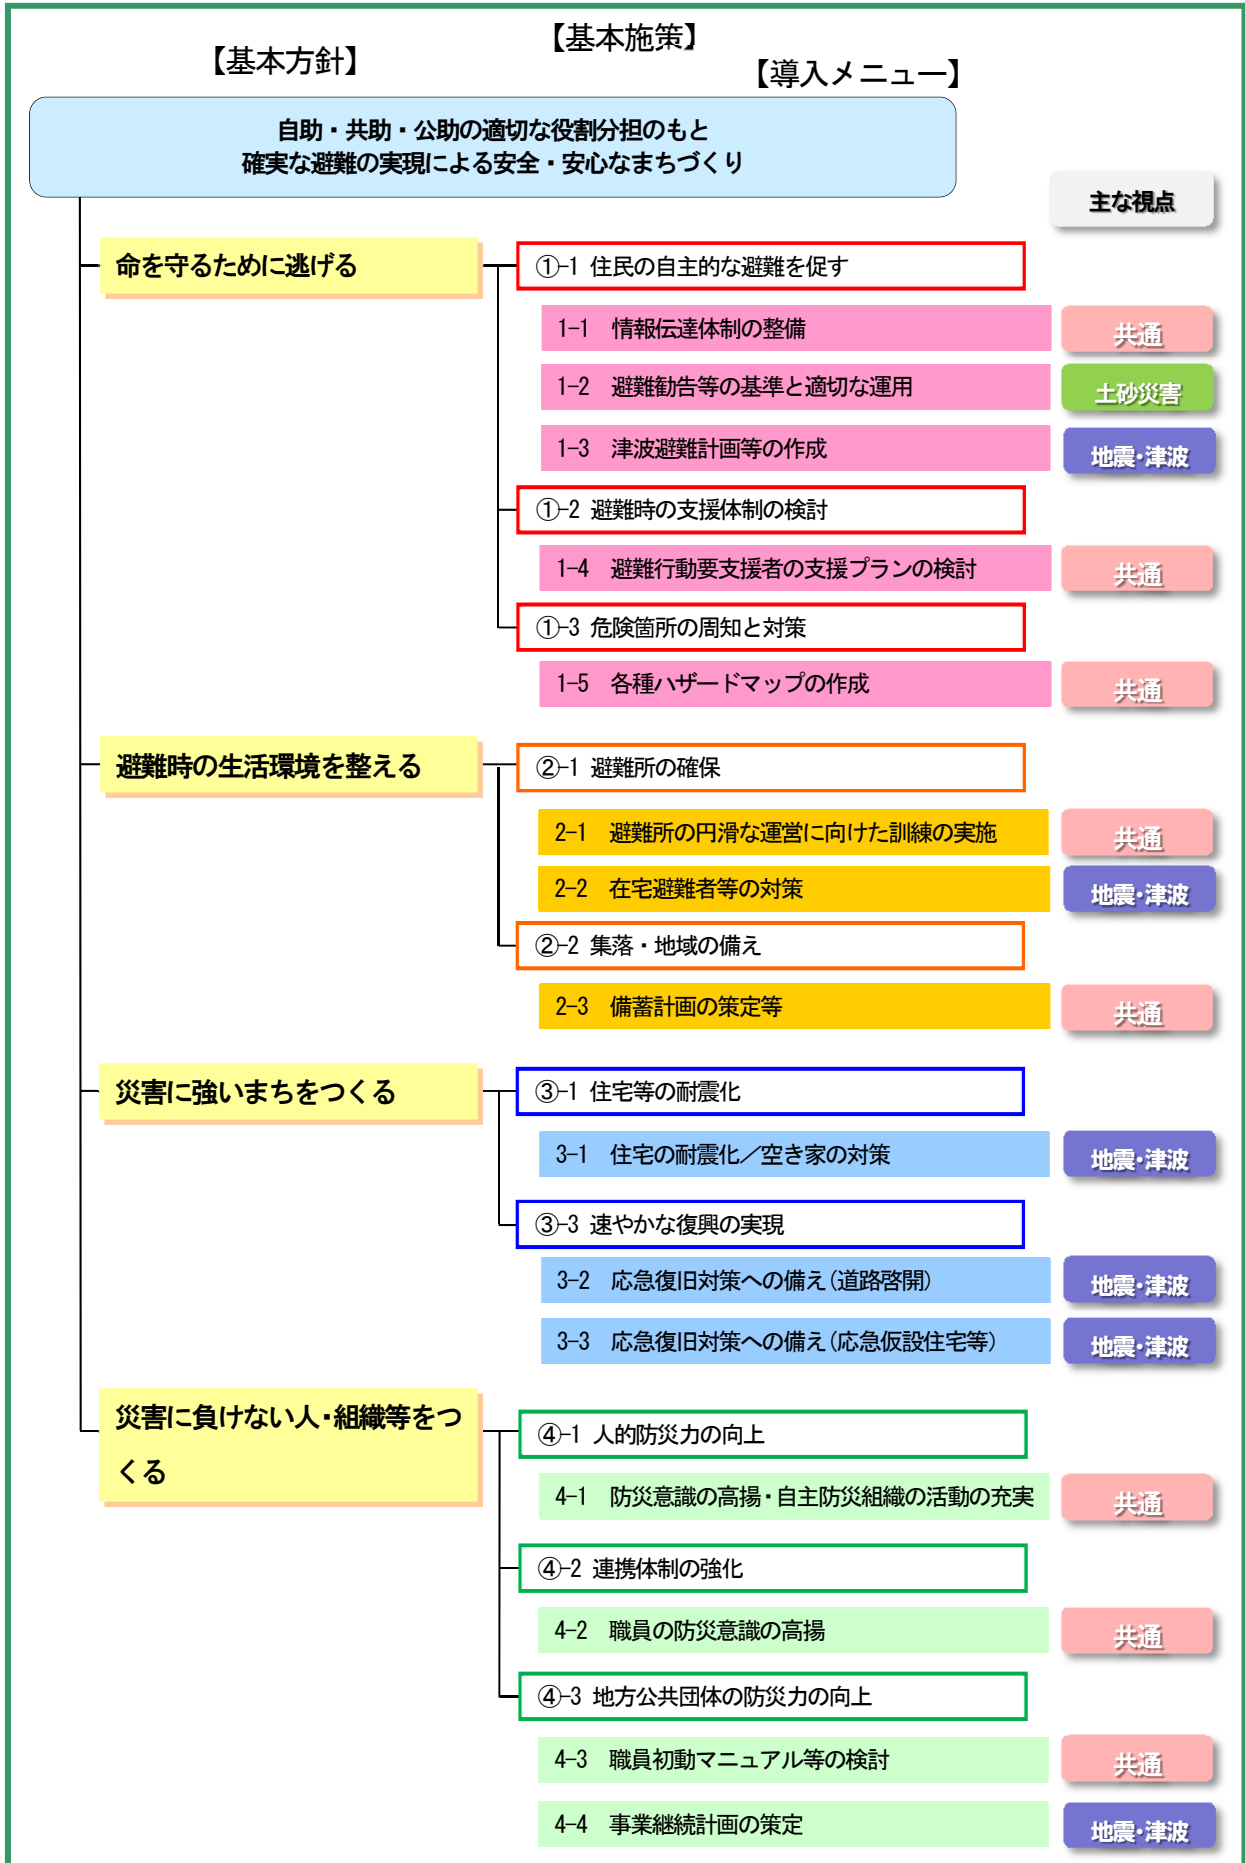 【基本方針】
【基本施策】
【導入メニュー】
自助・共助・公助の適切な役割分担のもと
確実な避難の実現による安全・安心なまちづくり
主な視点
命を守るために逃げる
①-1 住民の自主的な避難を促す
1-1 情報伝達体制の整備
共通
1-2 避難勧告等の基準と適切な運用
土砂災害
1-3 津波避難計画等の作成
地震・津波
①-2 避難時の支援体制の検討
1-4 避難行動要支援者の支援プランの検討
共通
①-3 危険箇所の周知と対策
1-5 各種ハザードマップの作成
共通
避難時の生活環境を整える
②-1 避難所の確保
2-1 避難所の円滑な運営に向けた訓練の実施
共通
2-2 在宅避難者等の対策
地震・津波
②-2 集落・地域の備え
2-3 備蓄計画の策定等
共通
災害に強いまちをつくる
③-1 住宅等の耐震化
3-1 住宅の耐震化／空き家の対策
地震・津波
③-3 速やかな復興の実現
3-2 応急復旧対策への備え(道路啓開)
地震・津波
3-3 応急復旧対策への備え(応急仮設住宅等)
地震・津波
災害に負けない人・組織等をつ
くる
④-1 人的防災力の向上
4-1 防災意識の高揚・自主防災組織の活動の充実
共通
④-2 連携体制の強化
4-2 職員の防災意識の高揚
共通
④-3 地方公共団体の防災力の向上
4-3 職員初動マニュアル等の検討
共通
4-4 事業継続計画の策定
地震・津波